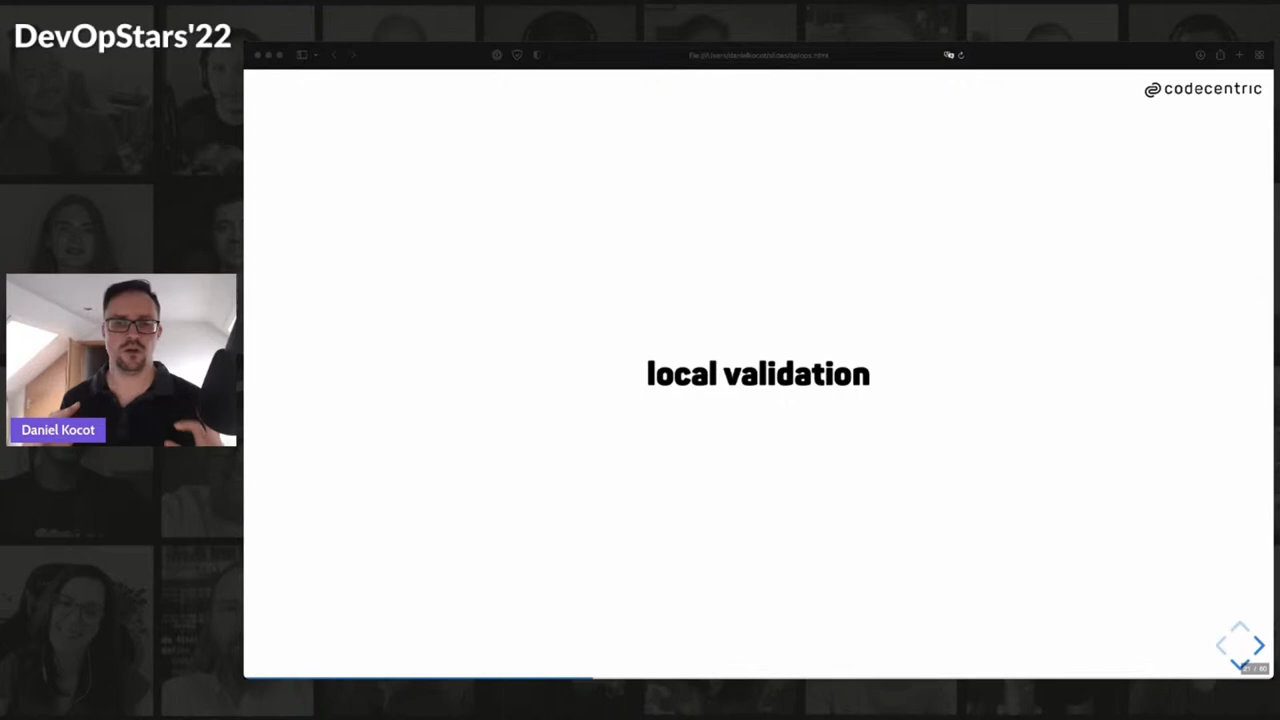 DevOpStars'22
codecentric
local validation
Daniel Kocot